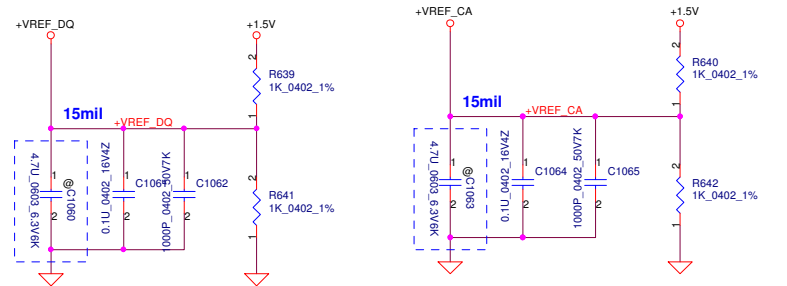 +VREF_DQ
+1.5V
2
R639
1K_0402_1%
1
15mil
+VREF_DQ
4.7U_0603_6.3V6K
1
@
C1060
2
0.1U_0402_16V4Z
1
C1061
2
1000P_0402_50V7K
1
C1062
2
2
R641
1K_0402_1%
1
+VREF_CA
+1.5V
2
R640
1K_0402_1%
1
15mil
+VREF_CA
4.7U_0603_6.3V6K
1
@
C1063
2
0.1U_0402_16V4Z
1
C1064
2
1000P_0402_50V7K
1
C1065
2
2
R642
1K_0402_1%
1